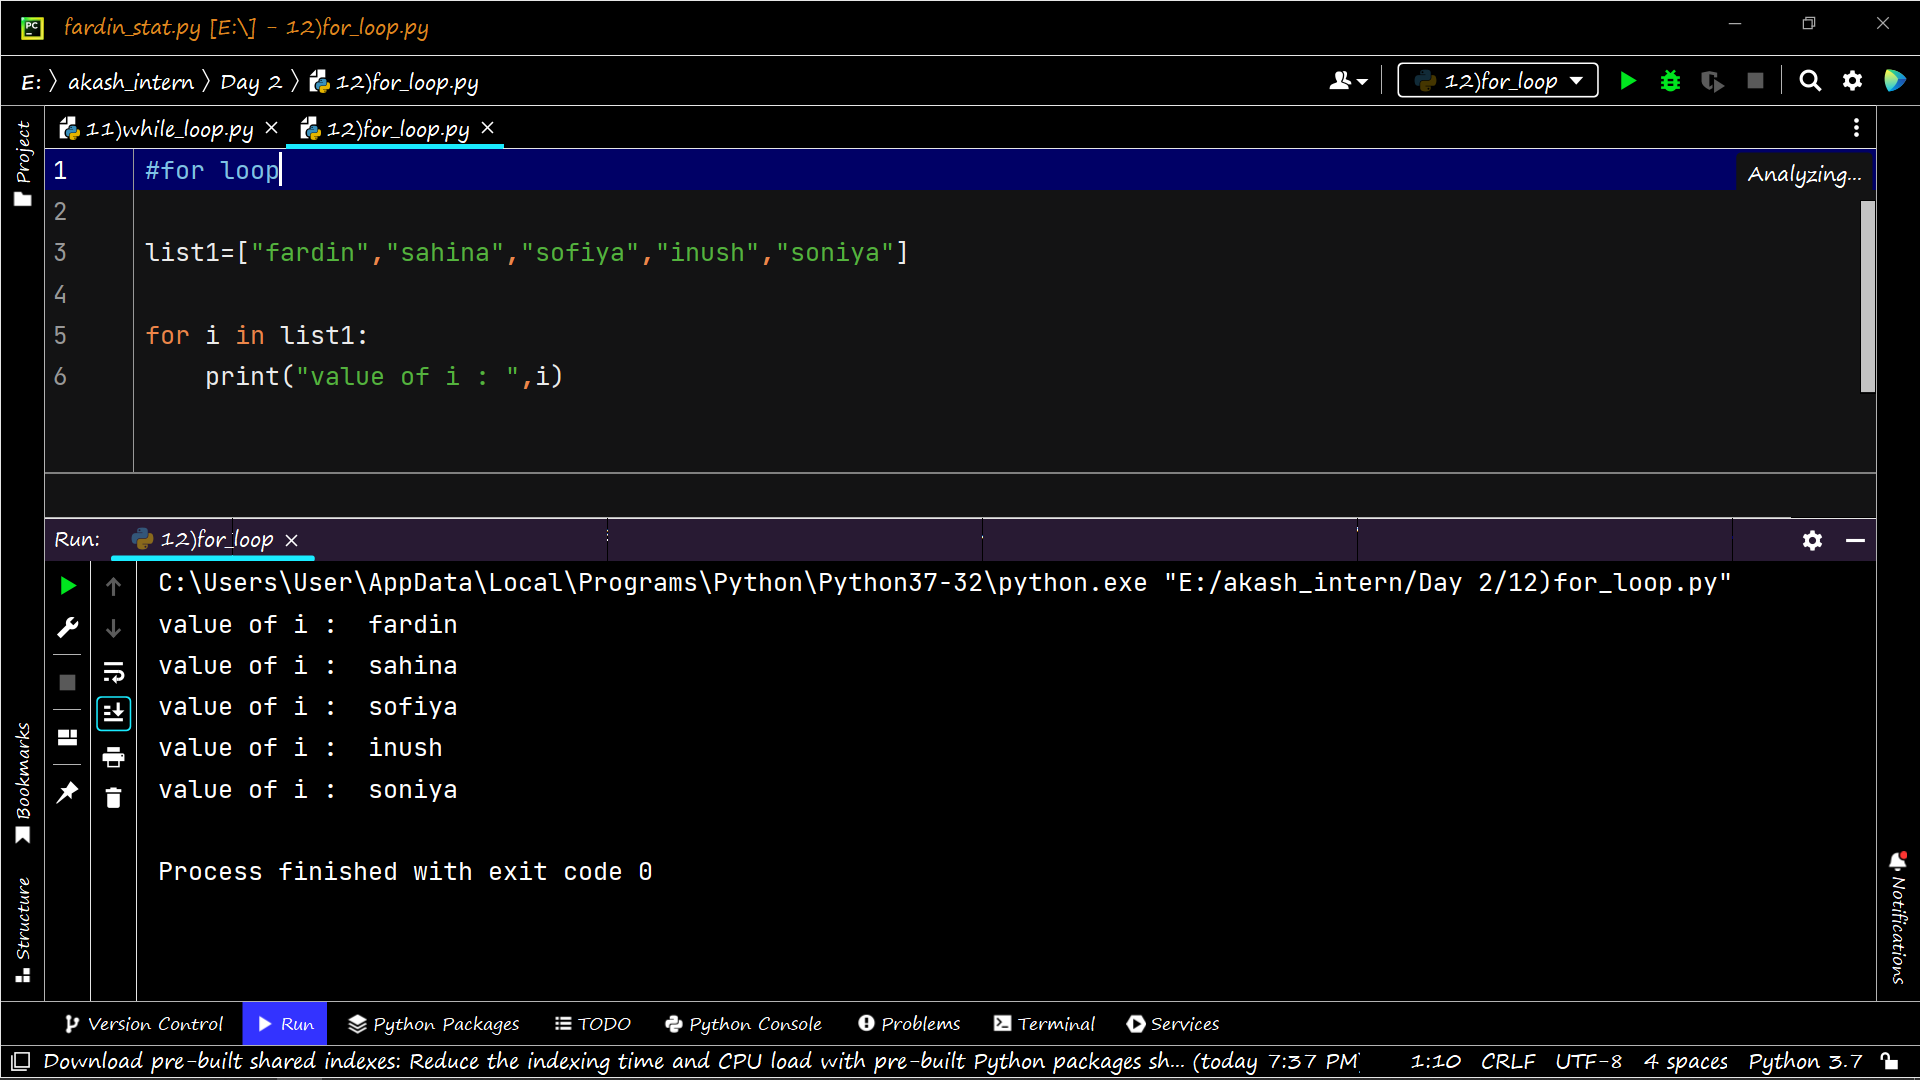 PC fardin_stat.py [E:\] - 12)for_loop.py
E: akash_intern Day 2 12)for_loop.py 12)for_loop
11)while_loop.py 12)for_loop.py
Project
1 #for loop Analyzing...
2
3 list1=["fardin","sahina","sofiya","inush","soniya"]
4
5 for i in list1:
6     print("value of i : ",i)
Run: 12)for_loop
C:\Users\User\AppData\Local\Programs\Python\Python37-32\python.exe "E:/akash_intern/Day 2/12)for_loop.py"
value of i :  fardin
value of i :  sahina
value of i :  sofiya
value of i :  inush
value of i :  soniya
Process finished with exit code 0
Bookmarks
Structure
Notifications
Version Control Run Python Packages TODO Python Console Problems Terminal Services
Download pre-built shared indexes: Reduce the indexing time and CPU load with pre-built Python packages sh... (today 7:37 PM) 1:10 CRLF UTF-8 4 spaces Python 3.7